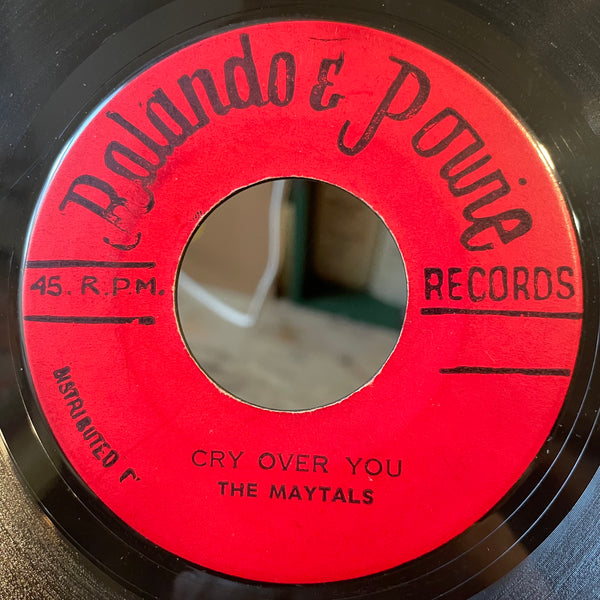 Rolando & Powie
45. R.P.M.
RECORDS
DISTRIBUTED
CRY OVER YOU
THE MAYTALS